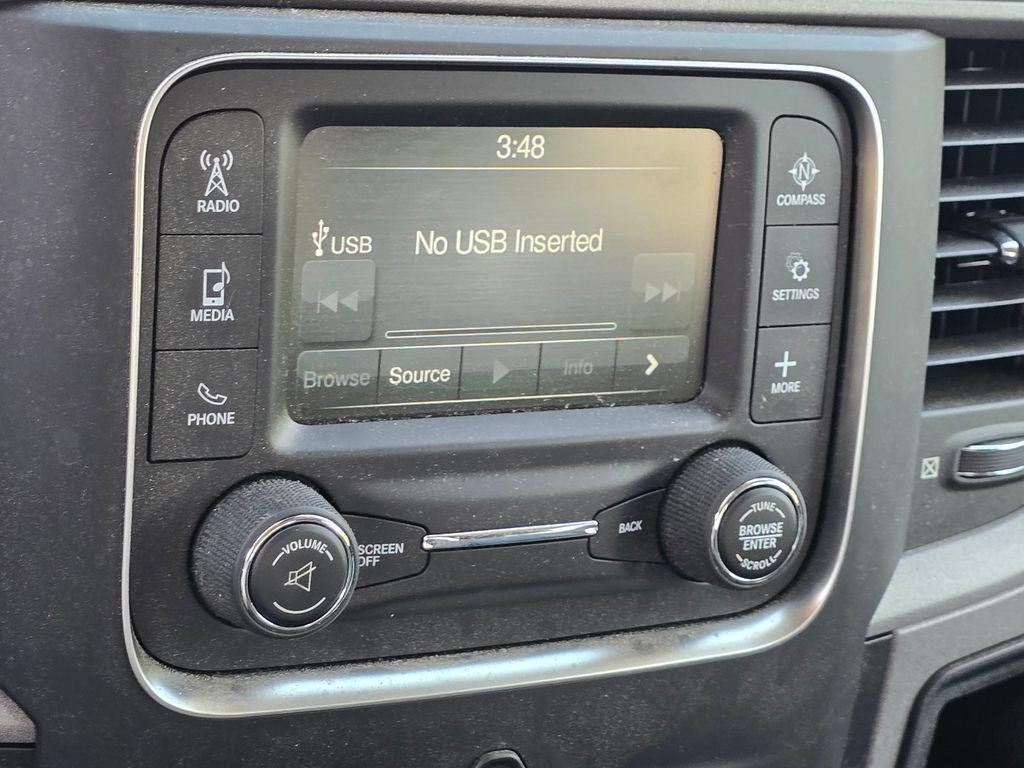 3:48
RADIO
N
COMPASS
USB
No USB Inserted
MEDIA
SETTINGS
Browse
Source
Info
PHONE
MORE
VOLUME
SCREEN
OFF
BACK
TUNE
BROWSE
ENTER
SCROLL